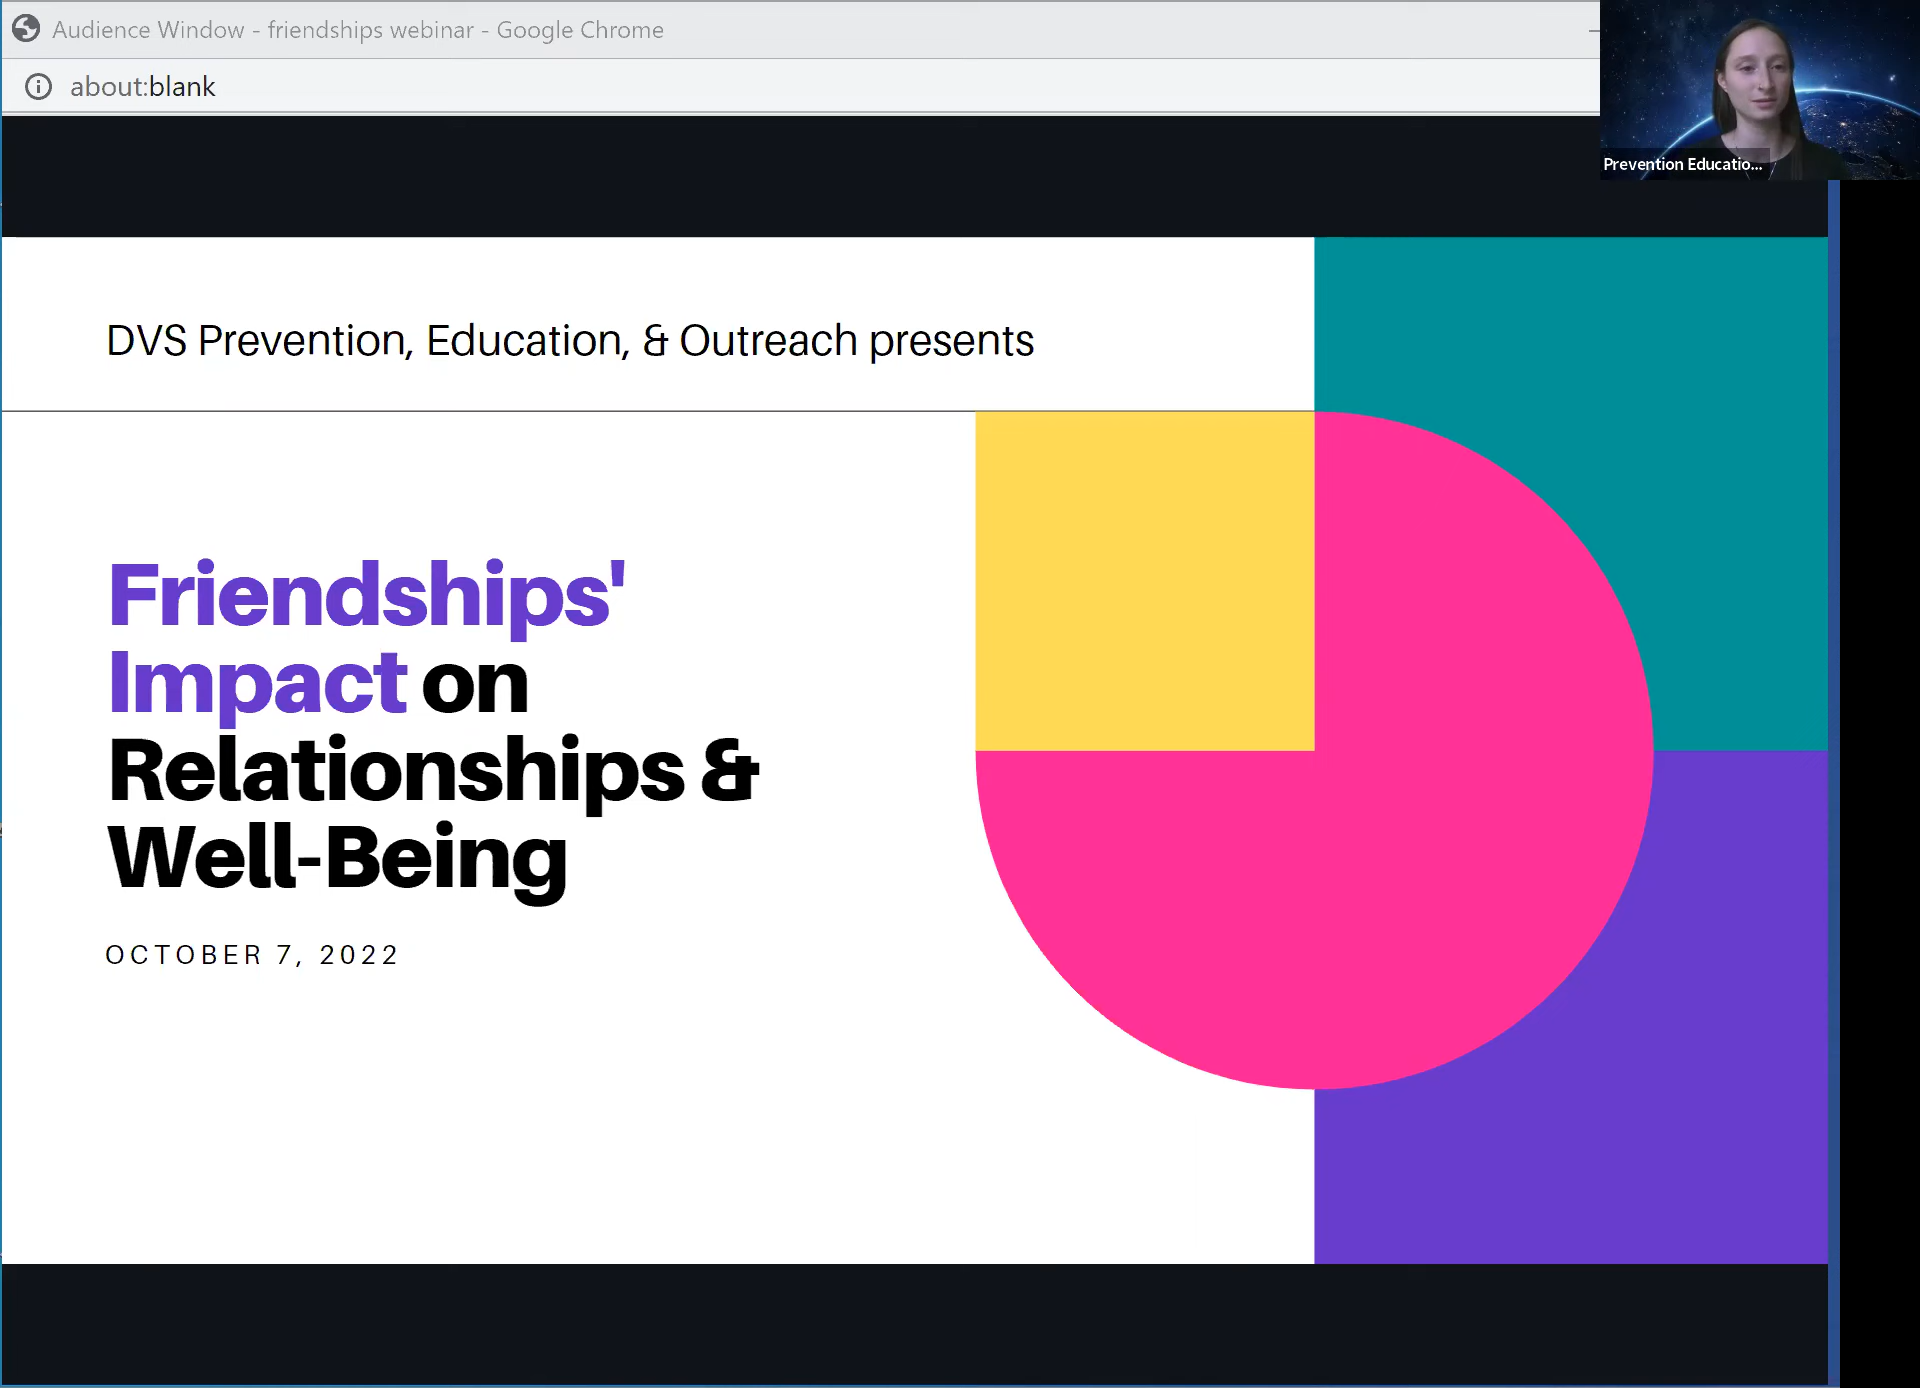 Audience Window - friendships webinar - Google Chrome
about:blank
Prevention Educatio...
DVS Prevention, Education, & Outreach presents
Friendships'
Impact on
Relationships &
Well-Being
OCTOBER 7, 2022